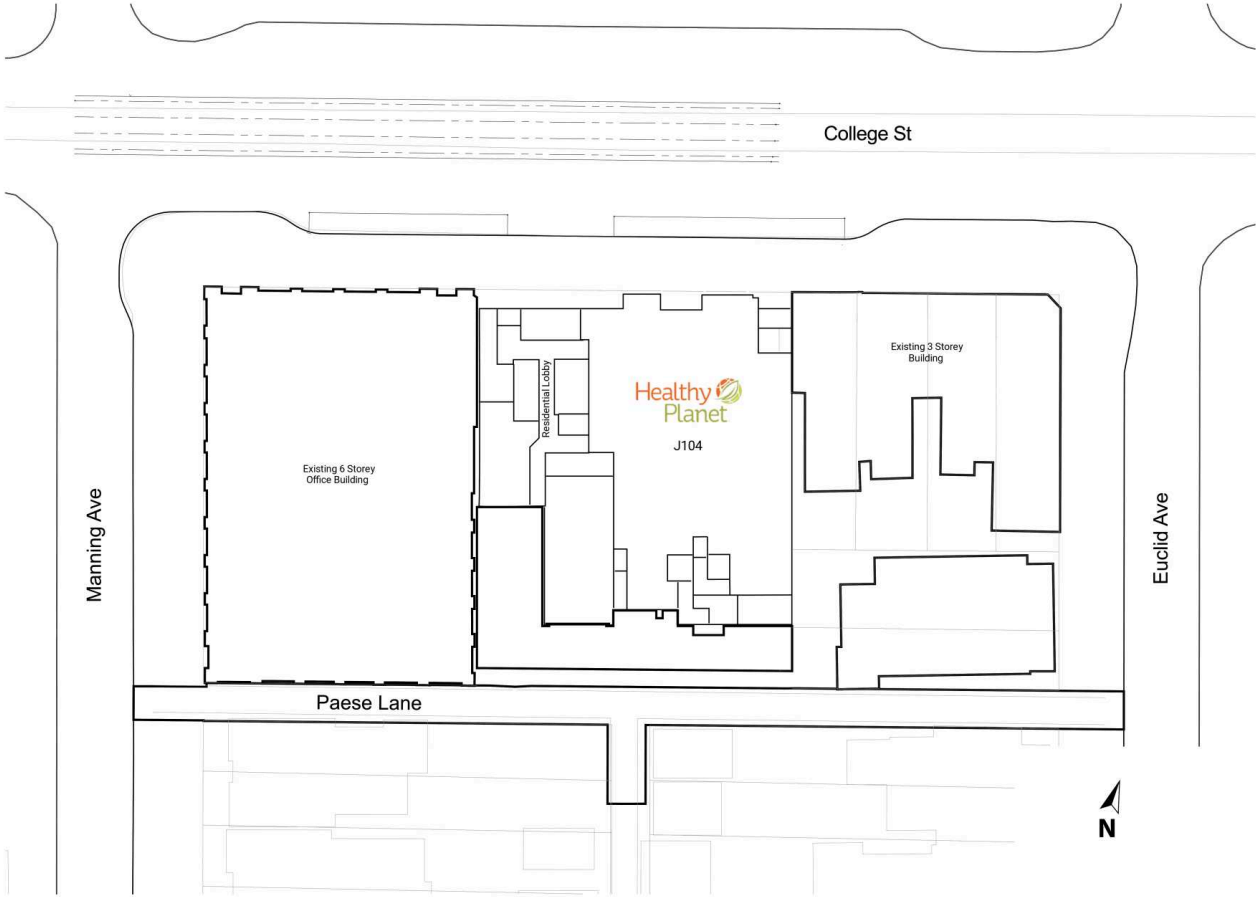 College St
Existing 3 Storey
Building
Residential Lobby
Healthy
Planet
J104
Existing 6 Storey
Office Building
Manning Ave
Euclid Ave
Paese Lane
N